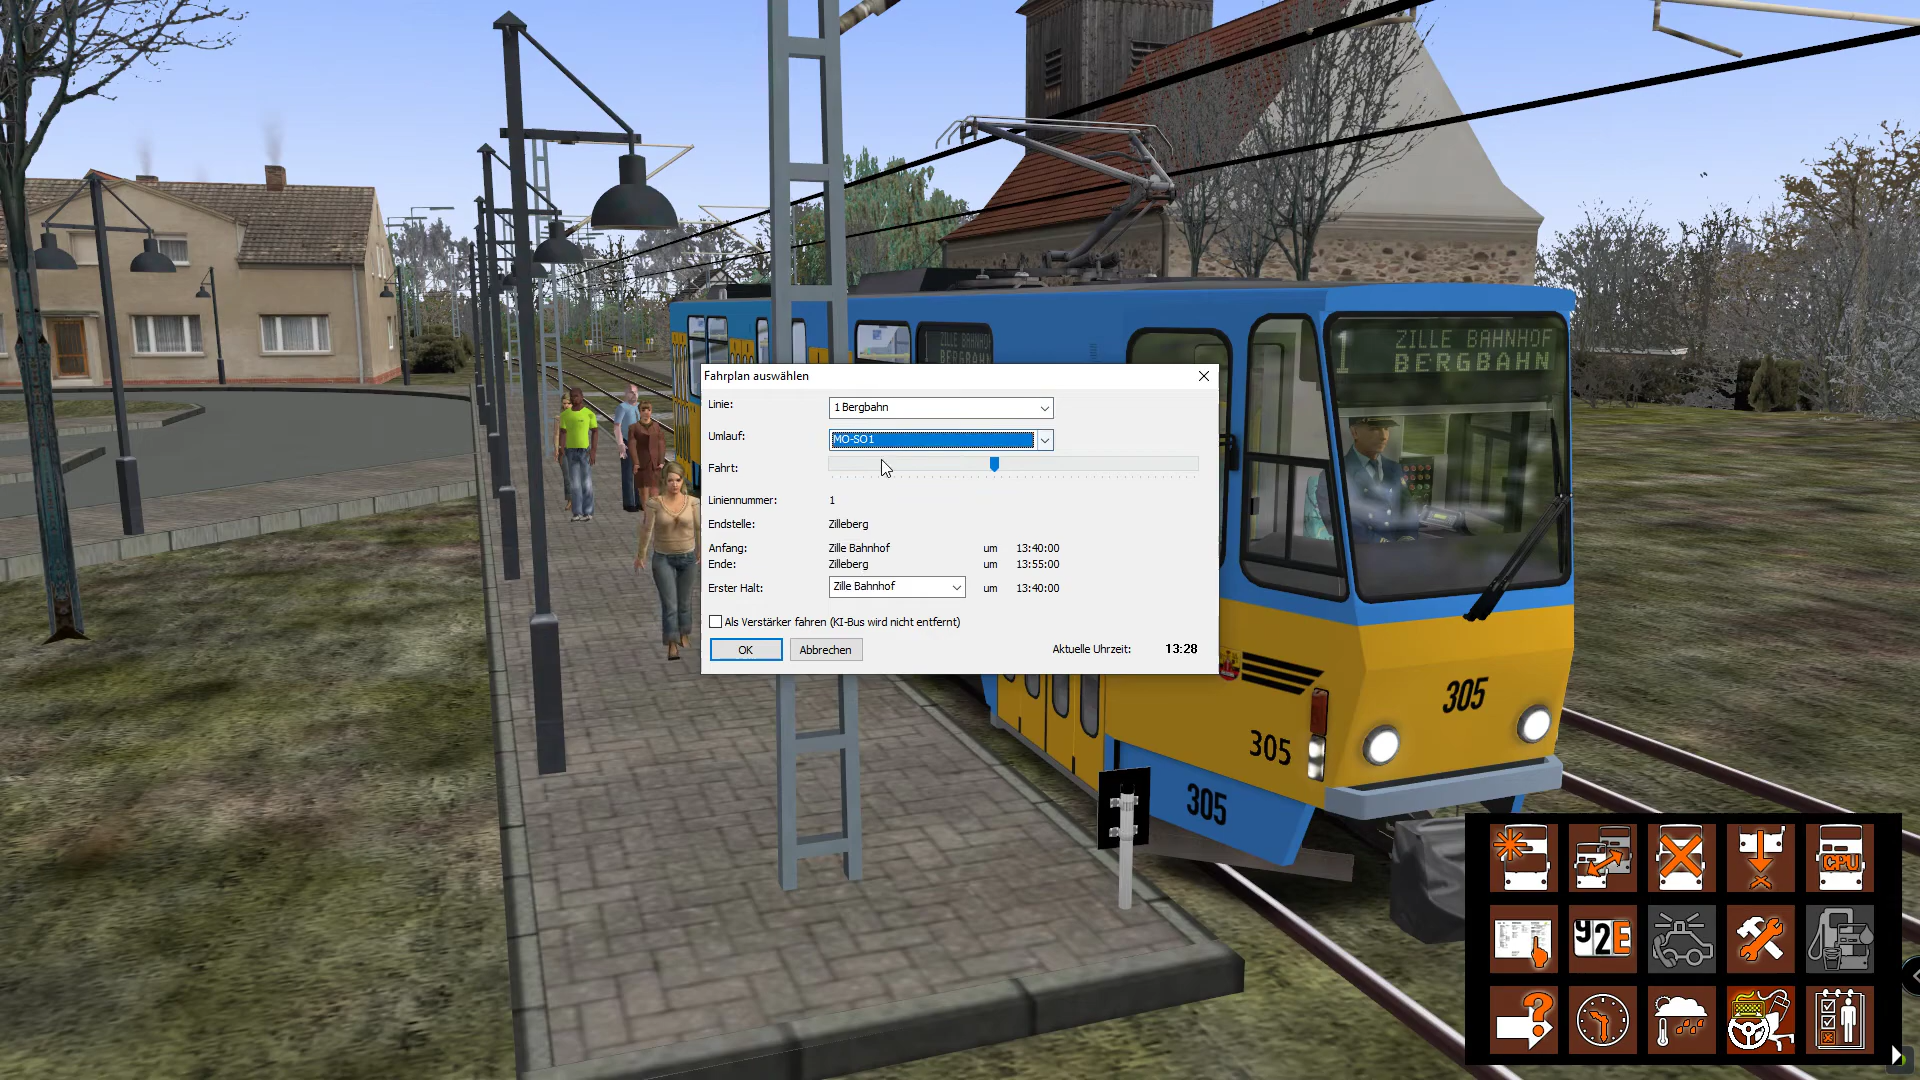 1 ZILLE BAHNHOF
BERGBAHN
Fahrplan auswählen
Linie: 1 Bergbahn
Umlauf: MO-SO1
Fahrt:
Liniennummer: 1
Endstelle: Zilleberg
Anfang: Zille Bahnhof um 13:40:00
Ende: Zilleberg um 13:55:00
Erster Halt: Zille Bahnhof um 13:40:00
Als Verstärker fahren (KI-Bus wird nicht entfernt)
OK Abbrechen Aktuelle Uhrzeit: 13:28
305
305
305
CPU
92E
?